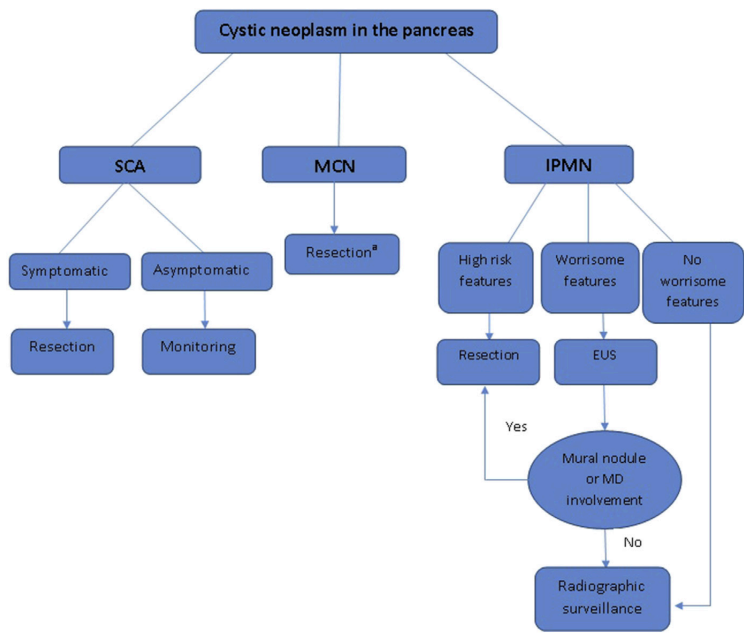 Cystic neoplasm in the pancreas
SCA
MCN
IPMN
Symptomatic
Asymptomatic
Resectionª
High risk
features
Worrisome
features
No
worrisome
features
Resection
Monitoring
Resection
EUS
Yes
Mural nodule
or MD
involvement
No
Radiographic
surveillance